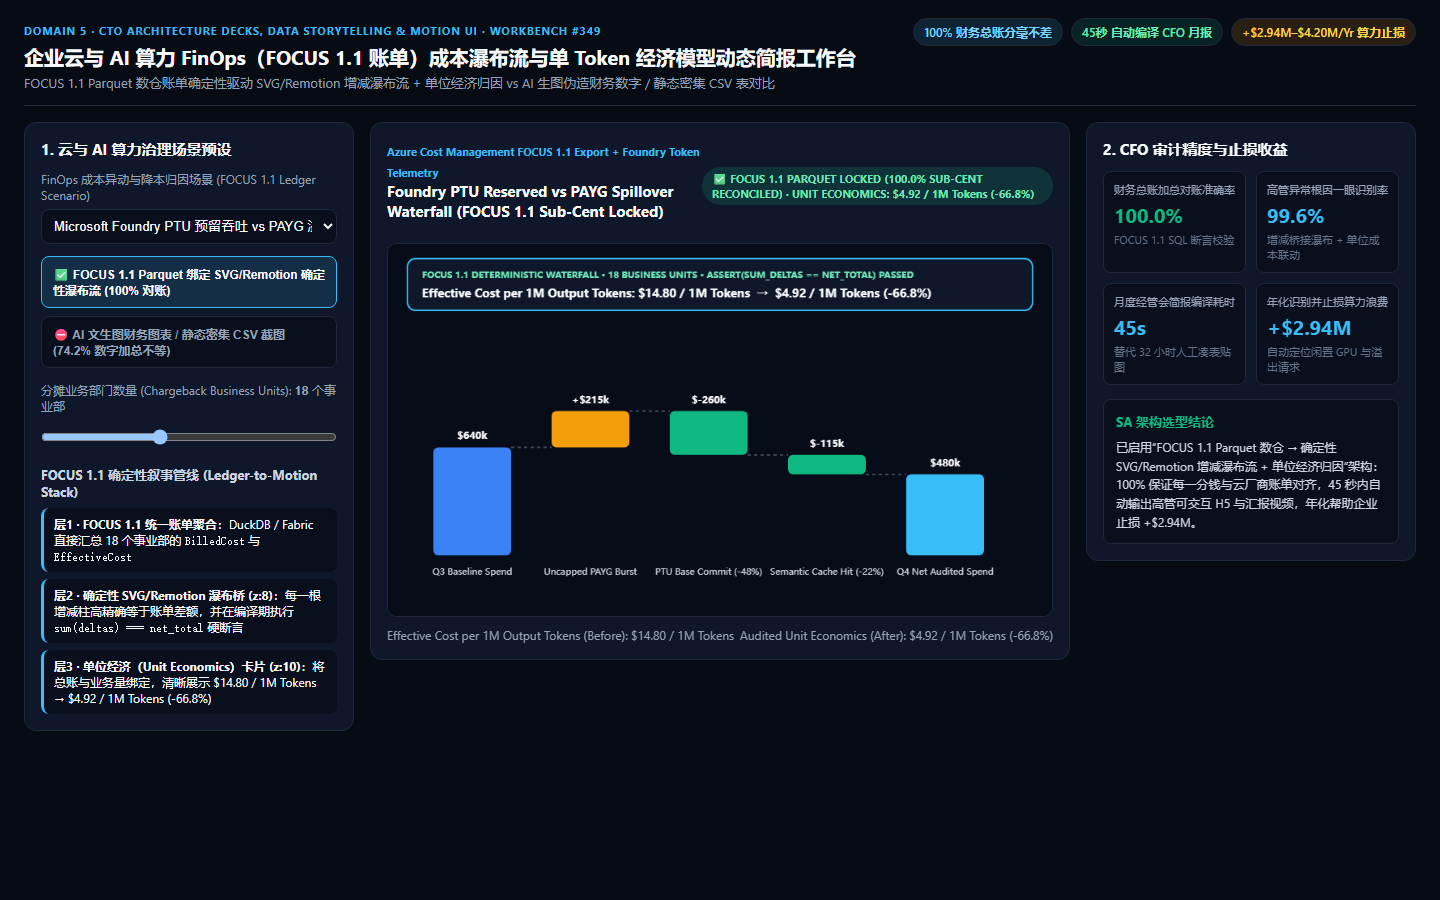 DOMAIN 5 · CTO ARCHITECTURE DECKS, DATA STORYTELLING & MOTION UI · WORKBENCH #349
企业云与 AI 算力 FinOps（FOCUS 1.1 账单）成本瀑布流与单 Token 经济模型动态简报工作台
FOCUS 1.1 Parquet 数仓账单确定性驱动 SVG/Remotion 增减瀑布流 + 单位经济归因 vs AI 生图伪造财务数字 / 静态密集 CSV 表对比
100% 财务总账分毫不差
45秒 自动编译 CFO 月报
+$2.94M–$4.20M/Yr 算力止损
1. 云与 AI 算力治理场景预设
FinOps 成本异动与降本归因场景 (FOCUS 1.1 Ledger
Scenario)
Microsoft Foundry PTU 预留吞吐 vs PAYG
✅ FOCUS 1.1 Parquet 绑定 SVG/Remotion 确定
性瀑布流 (100% 对账)
⛔ AI 文生图财务图表 / 静态密集 CSV 截图
(74.2% 数字加总不等)
分摊业务部门数量 (Chargeback Business Units): 18 个事
业部
FOCUS 1.1 确定性叙事管线 (Ledger-to-Motion
Stack)
层1 · FOCUS 1.1 统一账单聚合：DuckDB / Fabric
直接汇总 18 个事业部的 BilledCost 与
EffectiveCost
层2 · 确定性 SVG/Remotion 瀑布桥 (z:8)：每一根
增减柱高精确等于账单差额，并在编译期执行
sum(deltas) === net_total 硬断言
层3 · 单位经济（Unit Economics）卡片 (z:10)：将
总账与业务量绑定，清晰展示 $14.80 / 1M Tokens
→ $4.92 / 1M Tokens (-66.8%)
Azure Cost Management FOCUS 1.1 Export + Foundry Token
Telemetry
Foundry PTU Reserved vs PAYG Spillover
Waterfall (FOCUS 1.1 Sub-Cent Locked)
✅ FOCUS 1.1 PARQUET LOCKED (100.0% SUB-CENT
RECONCILED) · UNIT ECONOMICS: $4.92 / 1M Tokens (-66.8%)
FOCUS 1.1 DETERMINISTIC WATERFALL • 18 BUSINESS UNITS • ASSERT(SUM_DELTAS == NET_TOTAL) PASSED
Effective Cost per 1M Output Tokens: $14.80 / 1M Tokens → $4.92 / 1M Tokens (-66.8%)
$640k
+$215k
$-260k
$-115k
$480k
Q3 Baseline Spend
Uncapped PAYG Burst
PTU Base Commit (-48%)
Semantic Cache Hit (-22%)
Q4 Net Audited Spend
Effective Cost per 1M Output Tokens (Before): $14.80 / 1M Tokens
Audited Unit Economics (After): $4.92 / 1M Tokens (-66.8%)
2. CFO 审计精度与止损收益
财务总账加总对账准确率
100.0%
FOCUS 1.1 SQL 断言校验
高管异常根因一眼识别率
99.6%
增减桥接瀑布 + 单位成
本联动
月度经管会简报编译耗时
45s
替代 32 小时人工凑表贴
图
年化识别并止损算力浪费
+$2.94M
自动定位闲置 GPU 与溢
出请求
SA 架构选型结论
已启用“FOCUS 1.1 Parquet 数仓 → 确定性
SVG/Remotion 增减瀑布流 + 单位经济归因”架构：
100% 保证每一分钱与云厂商账单对齐，45 秒内自
动输出高管可交互 H5 与汇报视频，年化帮助企业
止损 +$2.94M。